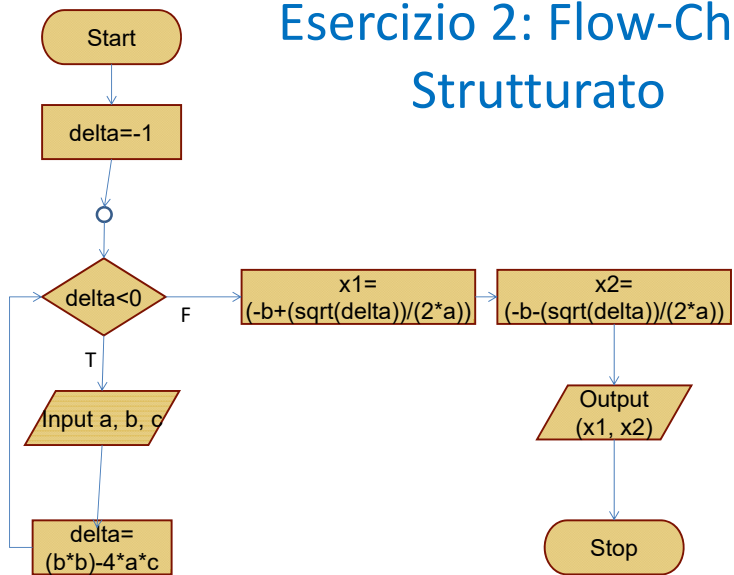 Esercizio 2: Flow-Ch
Strutturato
Start
delta=-1
delta<0
F
T
x1=
(-b+(sqrt(delta))/(2*a))
x2=
(-b-(sqrt(delta))/(2*a))
Input a, b, c
Output
(x1, x2)
delta=
(b*b)-4*a*c
Stop